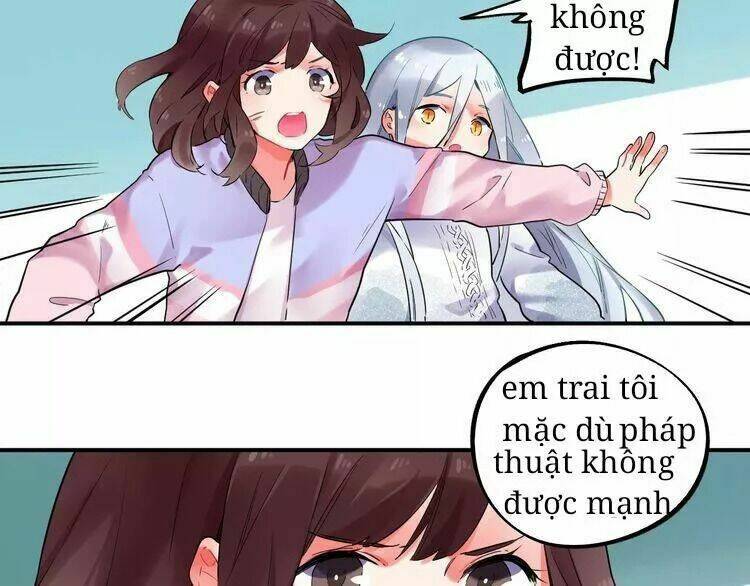 không
được!
em trai tôi
mặc dù pháp
thuật không
được mạnh